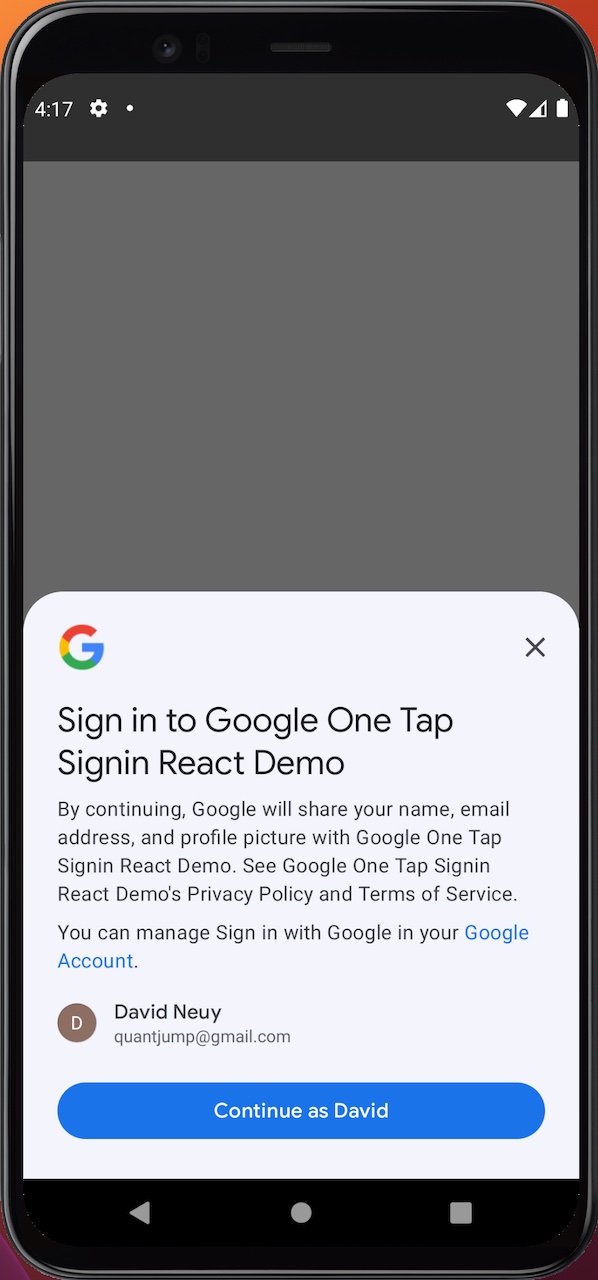 4:17
Sign in to Google One Tap
Signin React Demo
By continuing, Google will share your name, email
address, and profile picture with Google One Tap
Signin React Demo. See Google One Tap Signin
React Demo's Privacy Policy and Terms of Service.
You can manage Sign in with Google in your Google
Account.
D
David Neuy
quantjump@gmail.com
Continue as David